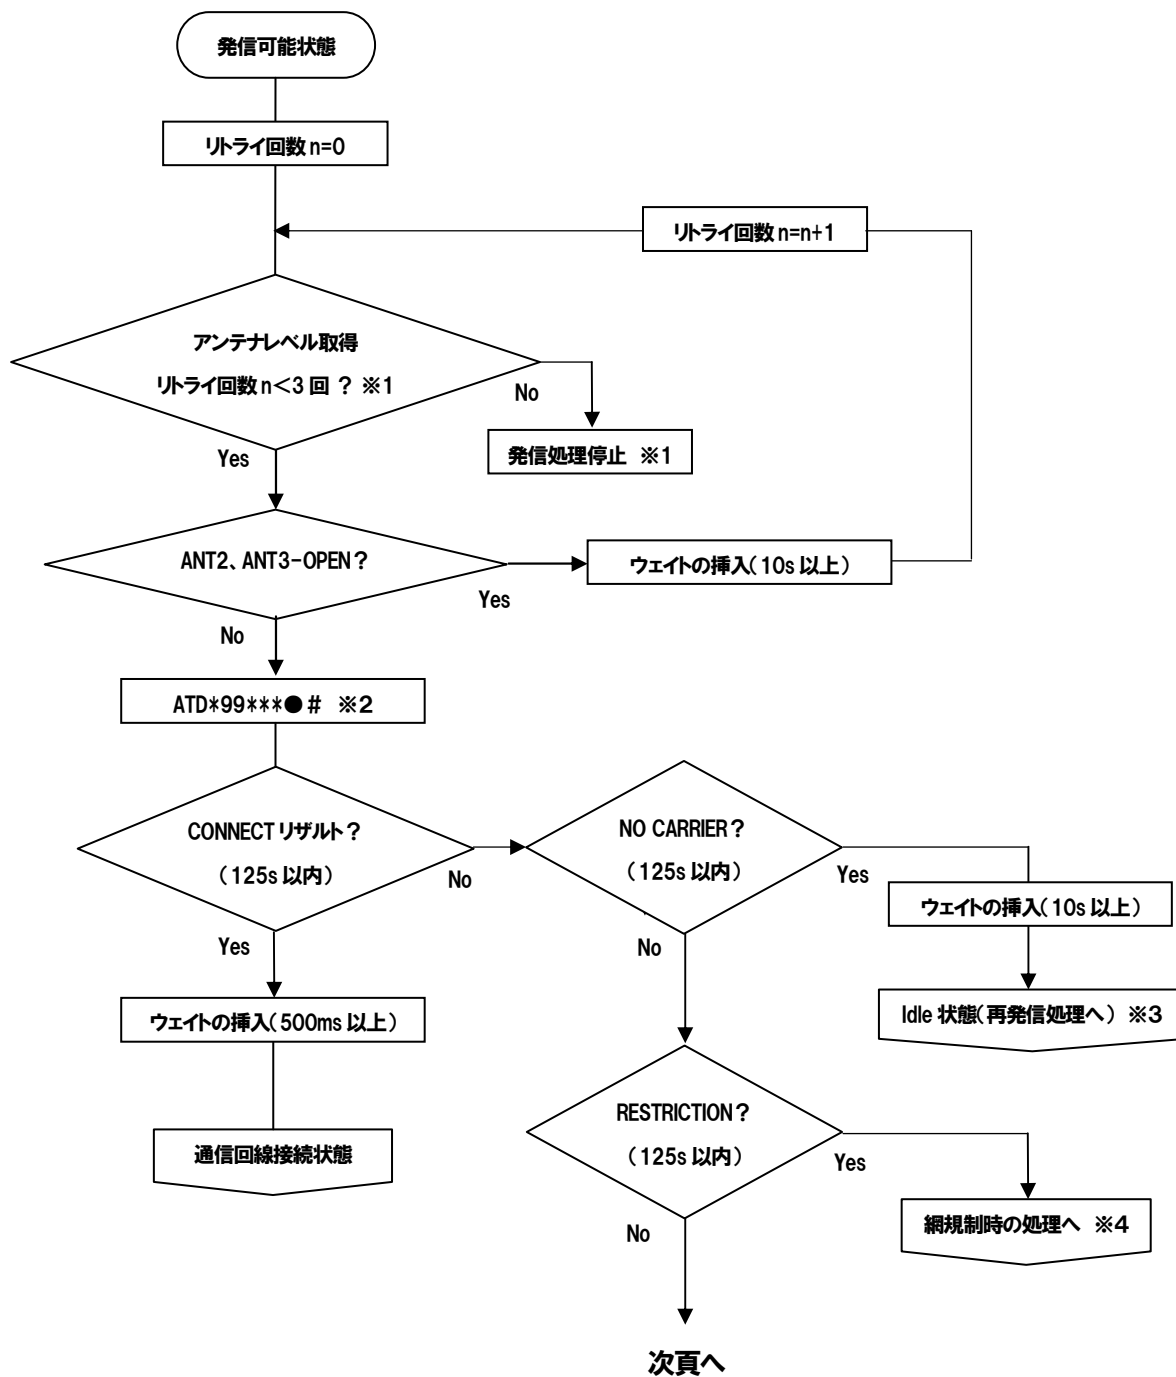 発信可能状態
リトライ回数 n=0
リトライ回数 n=n+1
アンテナレベル取得
リトライ回数 n＜3 回 ？ ※1
No
発信処理停止 ※1
Yes
ANT2、ANT3-OPEN？
ウェイトの挿入（10s 以上）
Yes
No
ATD*99***●＃ ※2
CONNECT リザルト？
（125s 以内）
No
Yes
NO CARRIER？
（125s 以内）
Yes
No
ウェイトの挿入（10s 以上）
Idle 状態（再発信処理へ） ※3
ウェイトの挿入（500ms 以上）
通信回線接続状態
RESTRICTION？
（125s 以内）
Yes
No
網規制時の処理へ ※4
次頁へ